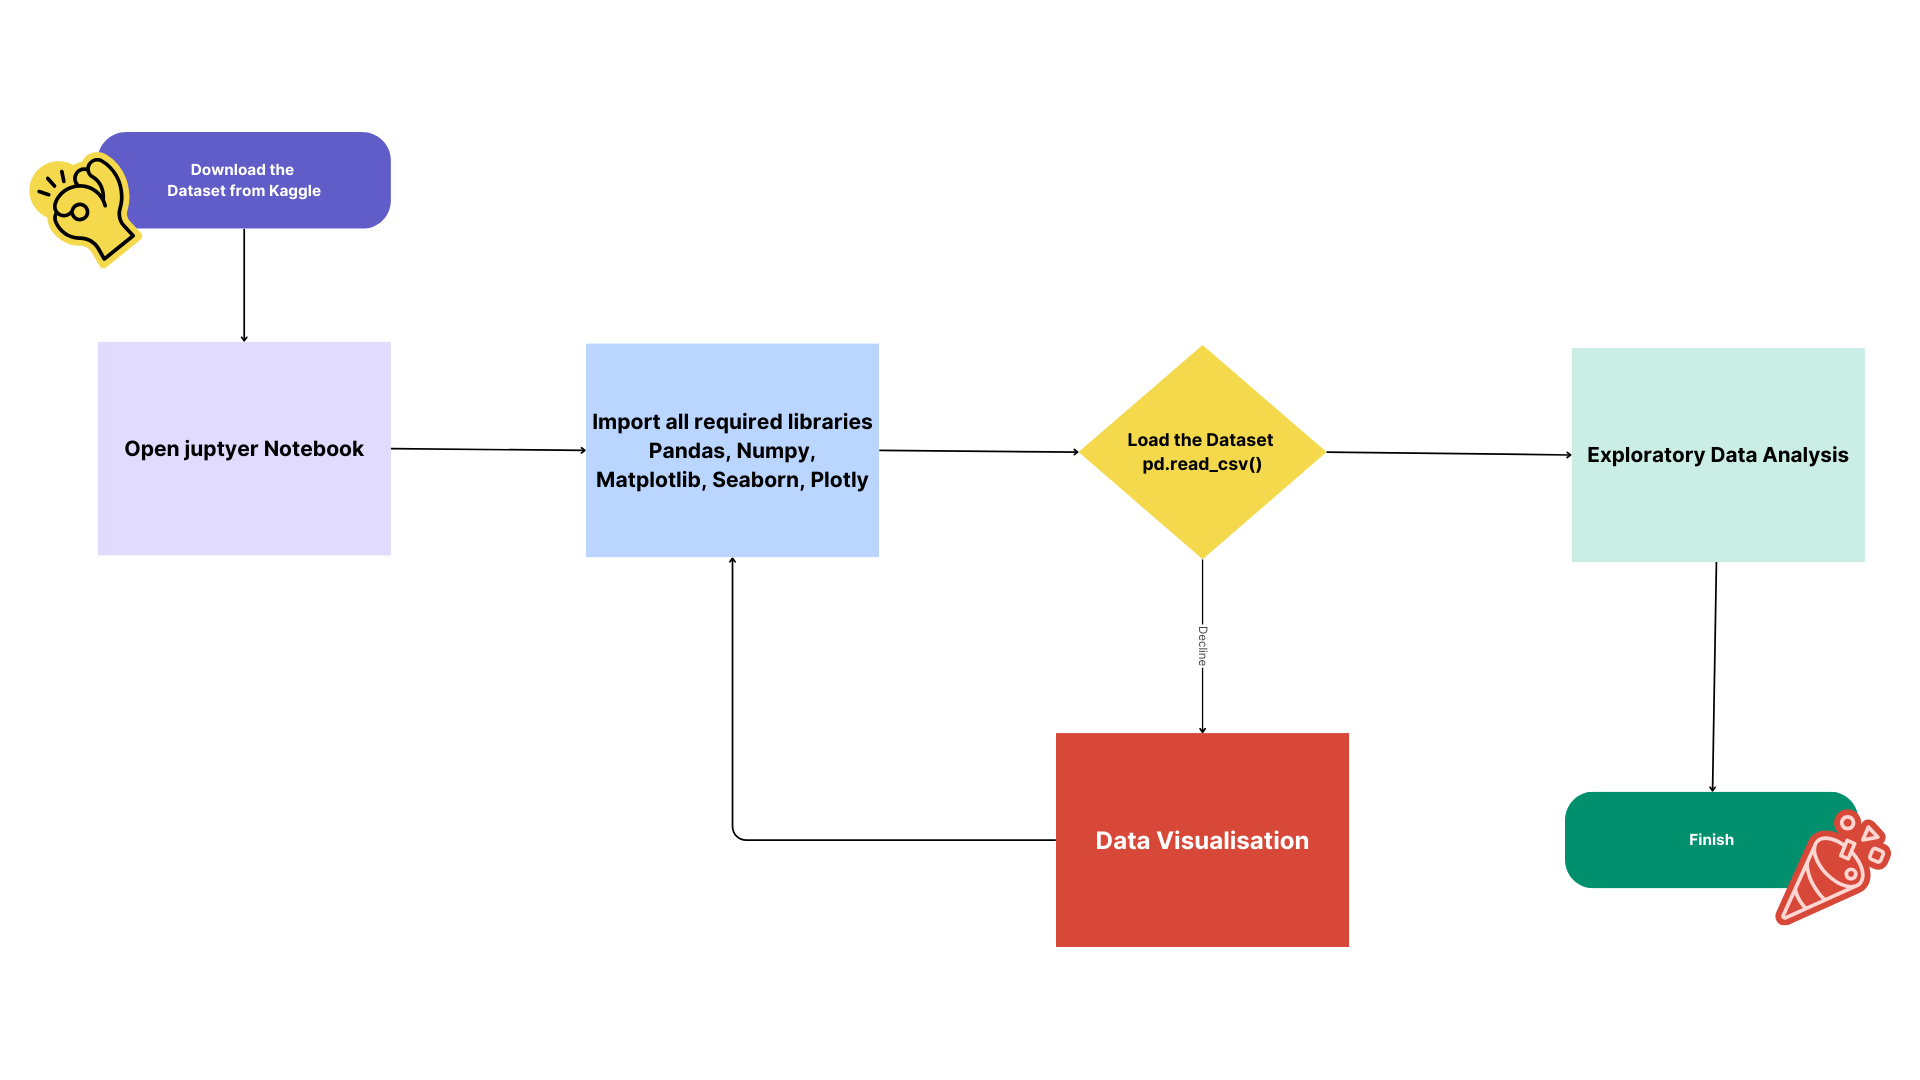 Download the
Dataset from Kaggle
Open juptyer Notebook
Import all required libraries
Pandas, Numpy,
Matplotlib, Seaborn, Plotly
Load the Dataset
pd.read_csv()
Exploratory Data Analysis
Decline
Data Visualisation
Finish